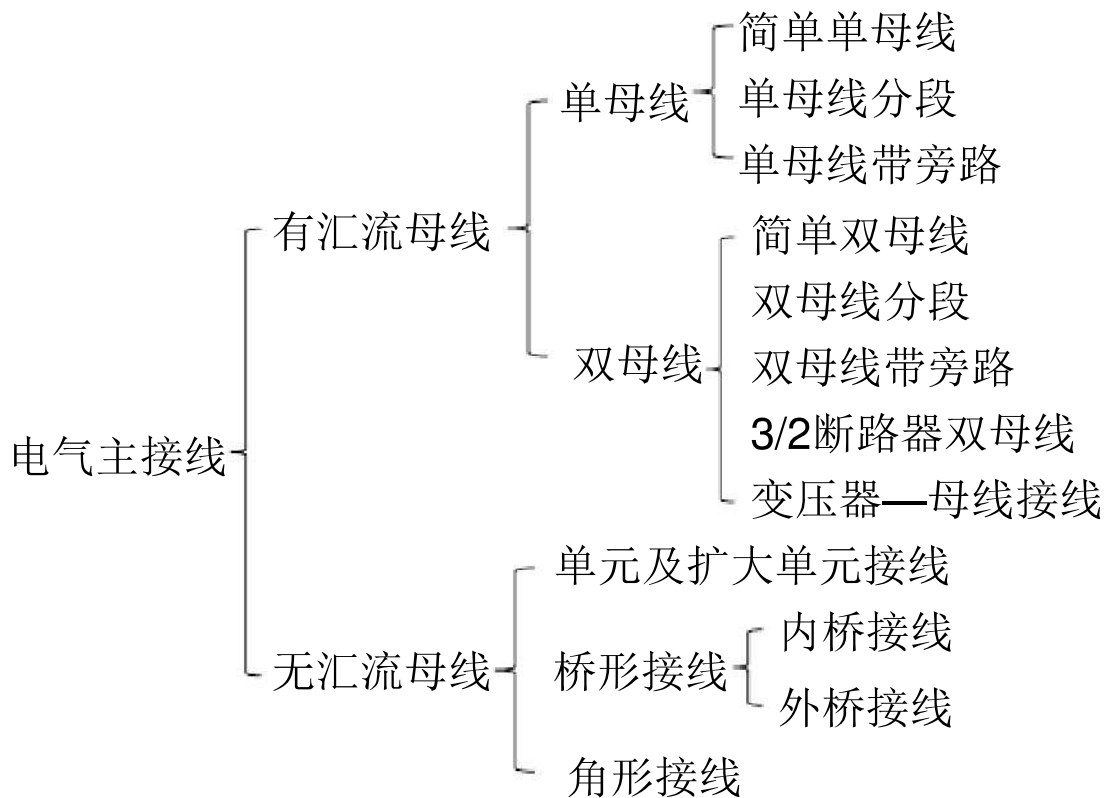 简单单母线
单母线
单母线分段
单母线带旁路
有汇流母线
简单双母线
双母线分段
双母线
双母线带旁路
3/2断路器双母线
电气主接线
变压器—母线接线
单元及扩大单元接线
内桥接线
无汇流母线
桥形接线
外桥接线
角形接线